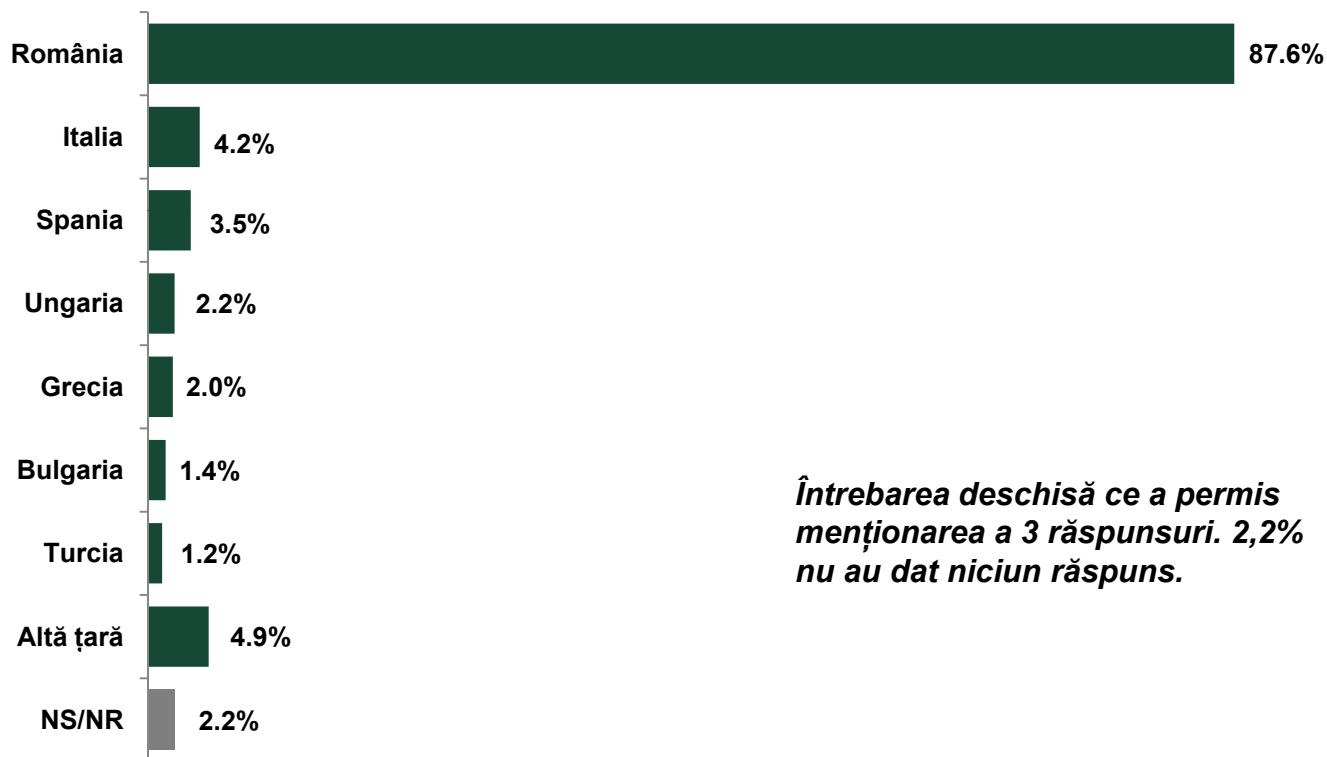 România 87.6%
Italia 4.2%
Spania 3.5%
Ungaria 2.2%
Grecia 2.0%
Bulgaria 1.4%
Turcia 1.2%
Altă țară 4.9%
NS/NR 2.2%
Întrebarea deschisă ce a permis
menționarea a 3 răspunsuri. 2,2%
nu au dat niciun răspuns.